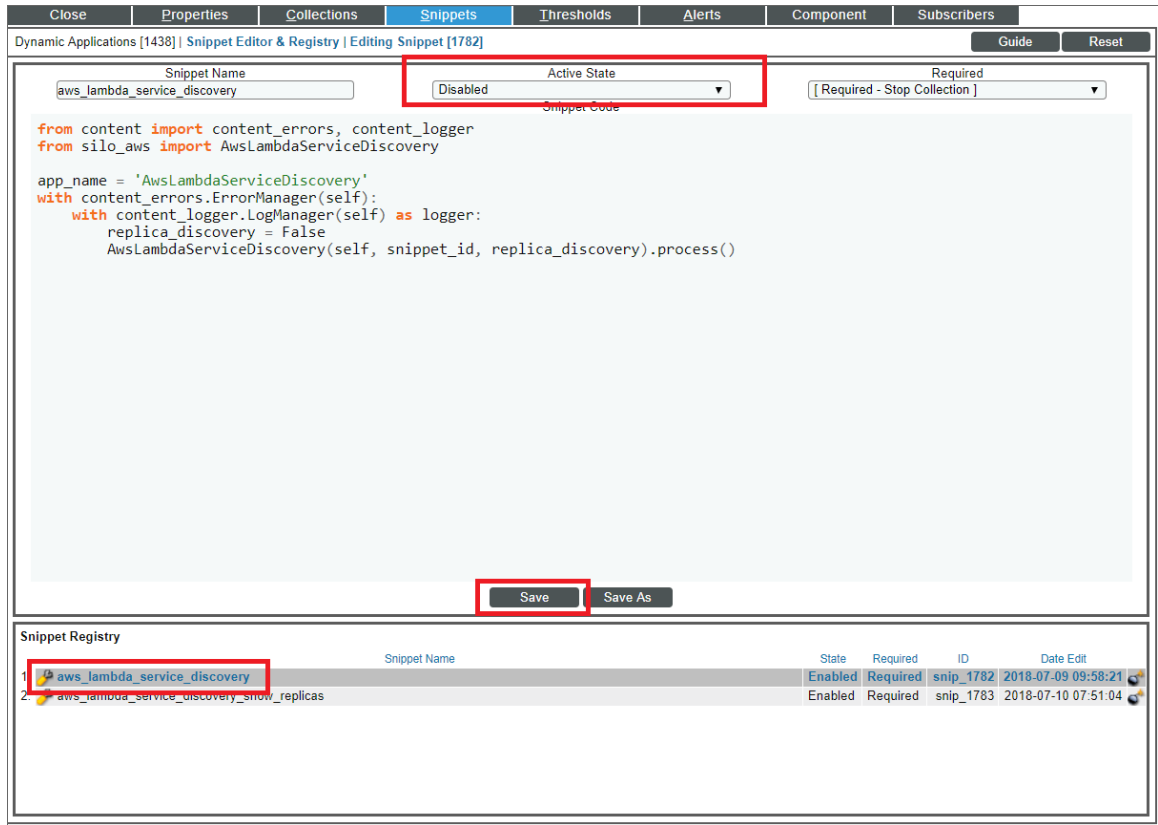 Close Properties Collections Snippets Thresholds Alerts Component Subscribers
Dynamic Applications [1438] | Snippet Editor & Registry | Editing Snippet [1782] Guide Reset
Snippet Name Active State Required
aws_lambda_service_discovery Disabled [ Required - Stop Collection ]
Snippet Code
from content import content_errors, content_logger
from silo_aws import AwsLambdaServiceDiscovery
app_name = 'AwsLambdaServiceDiscovery'
with content_errors.ErrorManager(self):
with content_logger.LogManager(self) as logger:
replica_discovery = False
AwsLambdaServiceDiscovery(self, snippet_id, replica_discovery).process()
Save Save As
Snippet Registry
Snippet Name State Required ID Date Edit
1. aws_lambda_service_discovery Enabled Required snip_1782 2018-07-09 09:58:21
2. aws_lambda_service_discovery_show_replicas Enabled Required snip_1783 2018-07-10 07:51:04